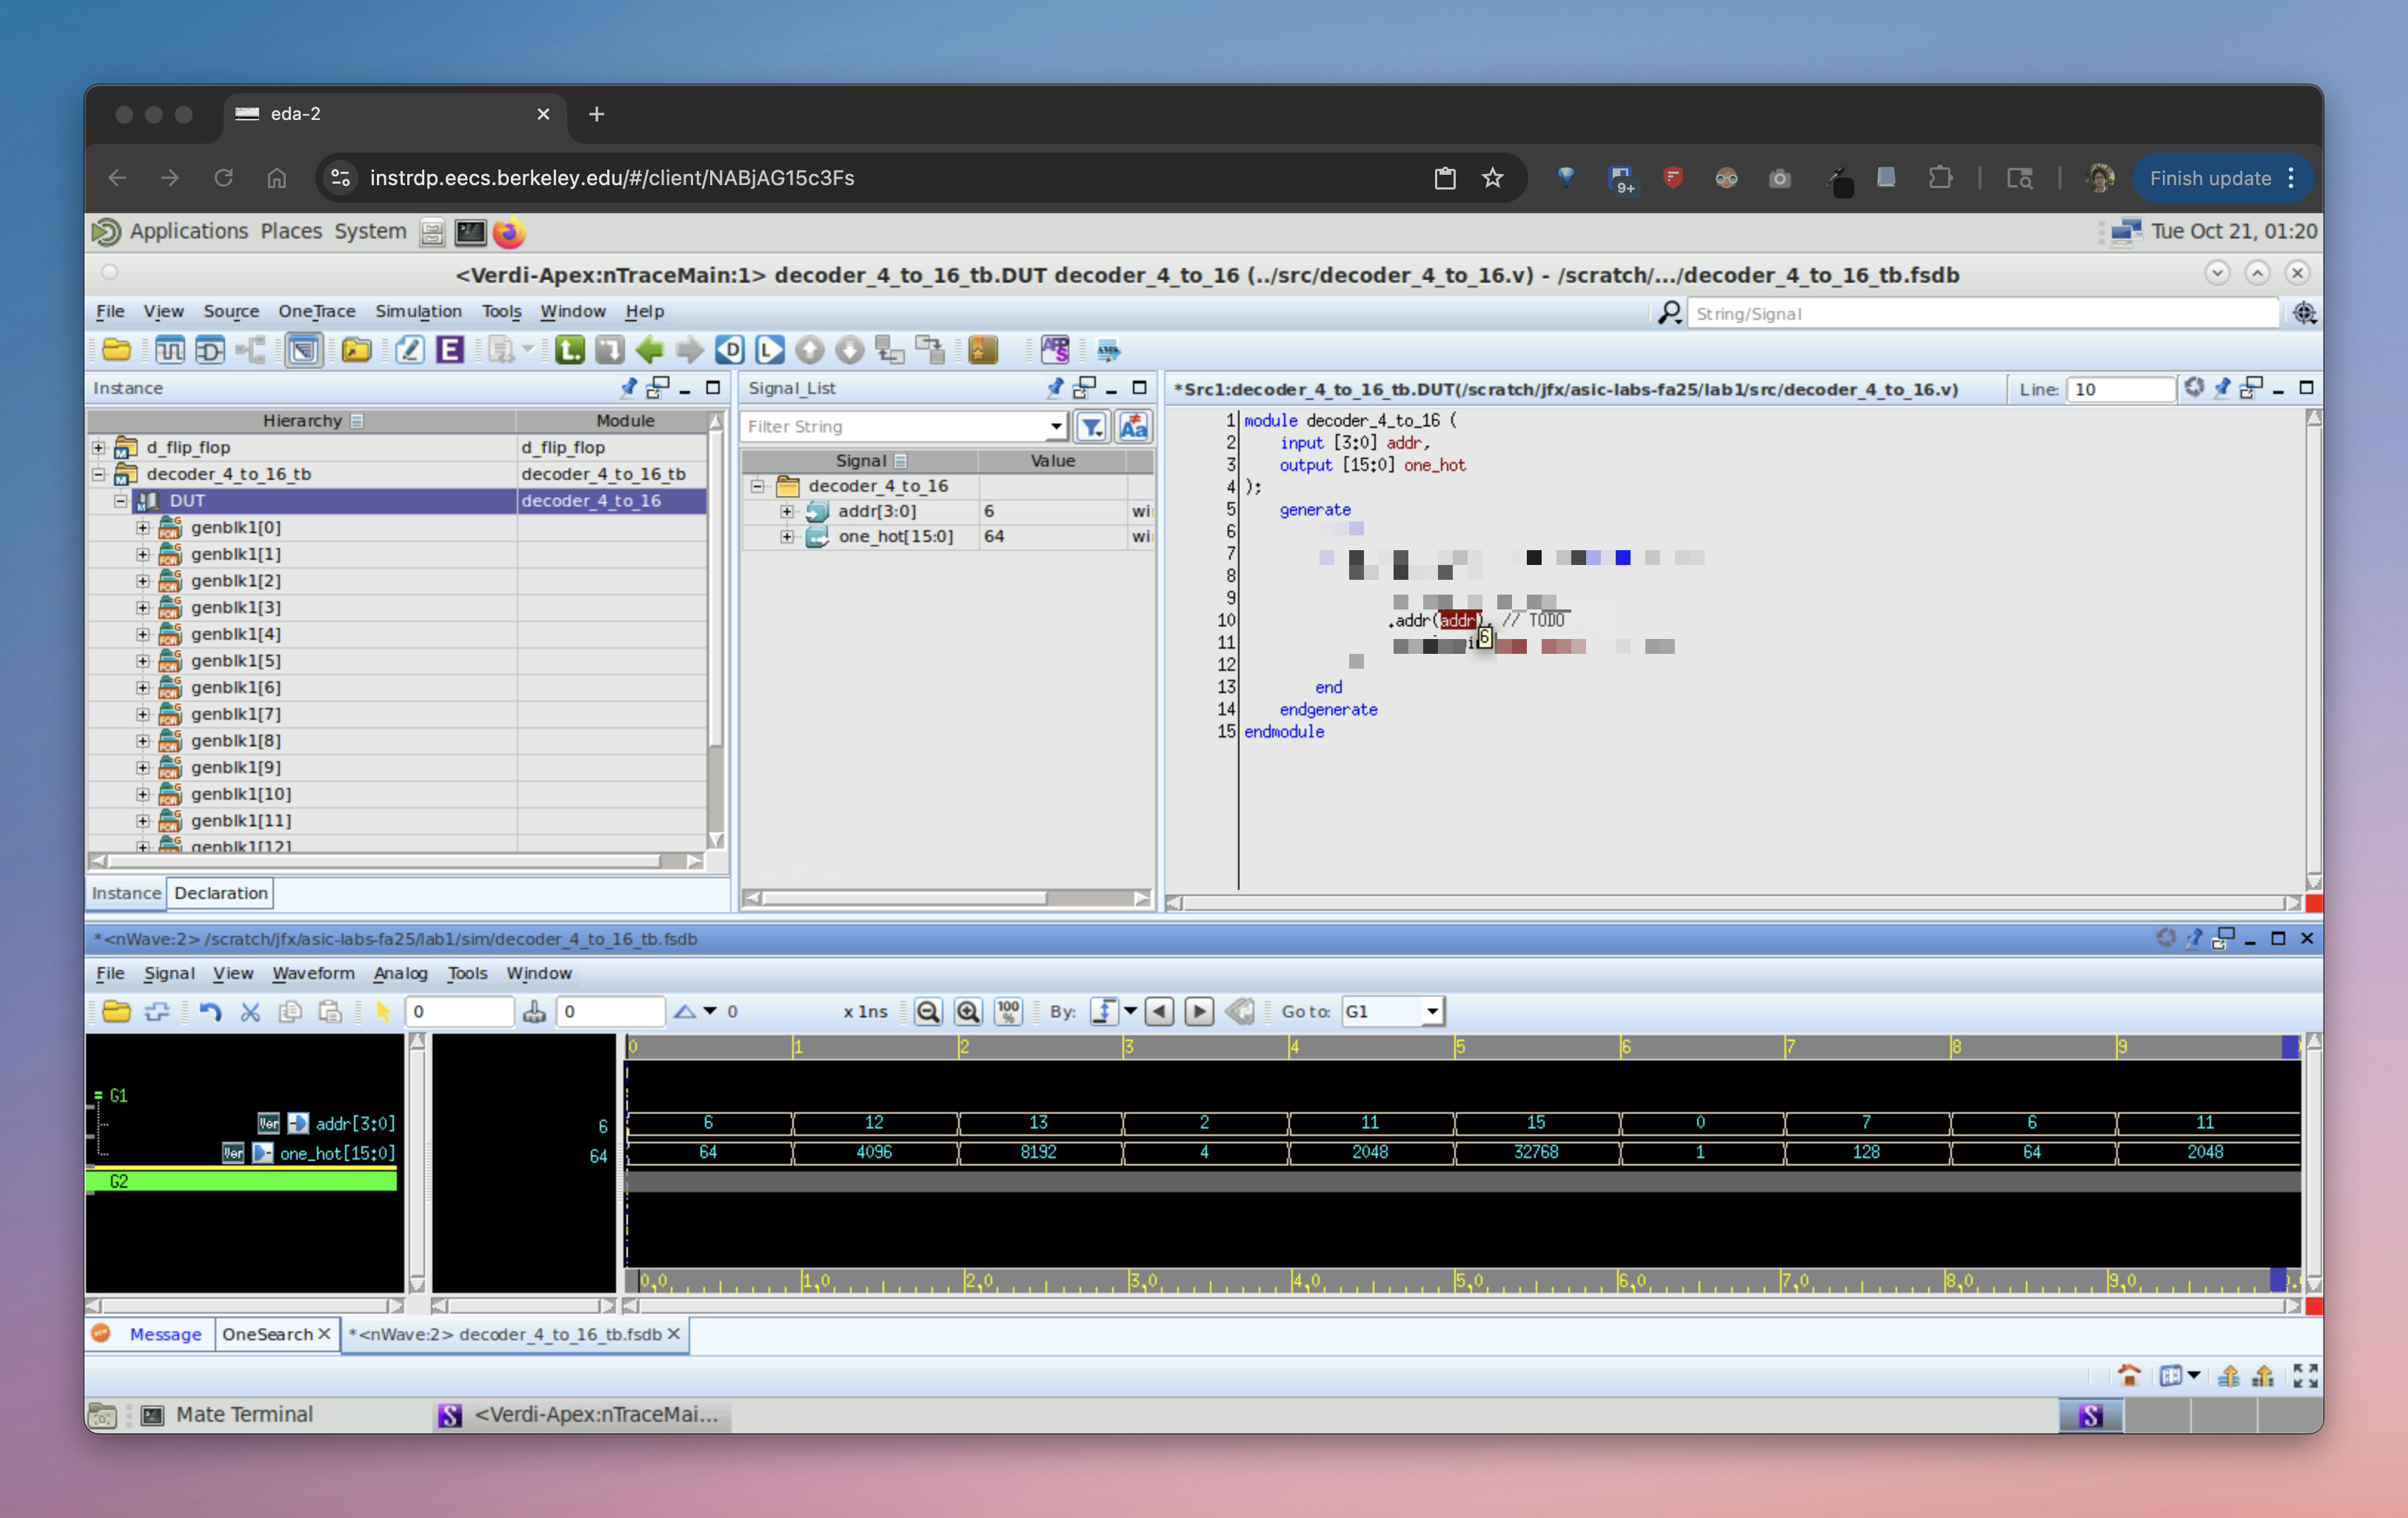 eda-2
instrdp.eecs.berkeley.edu/#/client/NABjAG15c3Fs
9+
Finish update
Applications Places System
Tue Oct 21, 01:20
<Verdi-Apex:nTraceMain:1> decoder_4_to_16_tb.DUT decoder_4_to_16 (../src/decoder_4_to_16.v) - /scratch/.../decoder_4_to_16_tb.fsdb
File View Source OneTrace Simulation Tools Window Help
String/Signal
Instance
Hierarchy Module
d_flip_flop d_flip_flop
decoder_4_to_16_tb decoder_4_to_16_tb
DUT decoder_4_to_16
genblk1[0]
genblk1[1]
genblk1[2]
genblk1[3]
genblk1[4]
genblk1[5]
genblk1[6]
genblk1[7]
genblk1[8]
genblk1[9]
genblk1[10]
genblk1[11]
genblk1[12]
Instance Declaration
Signal_List
Filter String
Signal Value
decoder_4_to_16
addr[3:0] 6 wi
one_hot[15:0] 64 wi
*Src1:decoder_4_to_16_tb.DUT(/scratch/jfx/asic-labs-fa25/lab1/src/decoder_4_to_16.v)
Line: 10
1 module decoder_4_to_16 (
2 input [3:0] addr,
3 output [15:0] one_hot
4 );
5 generate
6
7
8
9
10 .addr(addr), // TODO
6
11
12
13 end
14 endgenerate
15 endmodule
*<nWave:2> /scratch/jfx/asic-labs-fa25/lab1/sim/decoder_4_to_16_tb.fsdb
File Signal View Waveform Analog Tools Window
0 0 0 x 1ns 100 % By: Go to: G1
0 1 2 3 4 5 6 7 8 9
G1
addr[3:0] 6 6 12 13 2 11 15 0 7 6 11
one_hot[15:0] 64 64 4096 8192 4 2048 32768 1 128 64 2048
G2
0,0 1,0 2,0 3,0 4,0 5,0 6,0 7,0 8,0 9,0
Message OneSearch *<nWave:2> decoder_4_to_16_tb.fsdb
Mate Terminal <Verdi-Apex:nTraceMai...